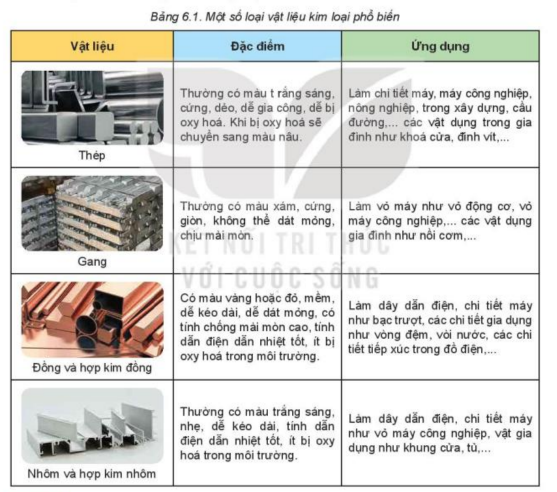 Bảng 6.1. Một số loại vật liệu kim loại phổ biến
Vật liệu
Đặc điểm
Ứng dụng
Thép
Thường có màu t rắng sáng,
cứng, dẻo, dễ gia công, dễ bị
oxy hoá. Khi bị oxy hoá sẽ
chuyển sang màu nâu.
Làm chi tiết máy, máy công nghiệp,
nông nghiệp, trong xây dựng, cầu
đường,... các vật dụng trong gia
đình như khoá cửa, đinh vít,...
Gang
Thường có màu xám, cứng,
giòn, không thể dát mỏng,
chịu mài mòn.
Làm vỏ máy như vỏ động cơ, vỏ
máy công nghiệp,... các vật dụng
gia đình như nồi cơm,...
KẾT NỐI TRI THỨC
VỚI CUỘC SỐNG
Đồng và hợp kim đồng
Có màu vàng hoặc đỏ, mềm,
dễ kéo dài, dễ dát mỏng, có
tính chống mài mòn cao, tính
dẫn điện dẫn nhiệt tốt, ít bị
oxy hoá trong môi trường.
Làm dây dẫn điện, chi tiết máy
như bạc trượt, các chi tiết gia dụng
như vòng đệm, vòi nước, các chi
tiết tiếp xúc trong đồ điện,...
Nhôm và hợp kim nhôm
Thường có màu trắng sáng,
nhẹ, dễ kéo dài, tính dẫn
điện dẫn nhiệt tốt, ít bị oxy
hoá trong môi trường.
Làm dây dẫn điện, chi tiết máy
như vỏ máy công nghiệp, vật gia
dụng như khung cửa, tủ,...